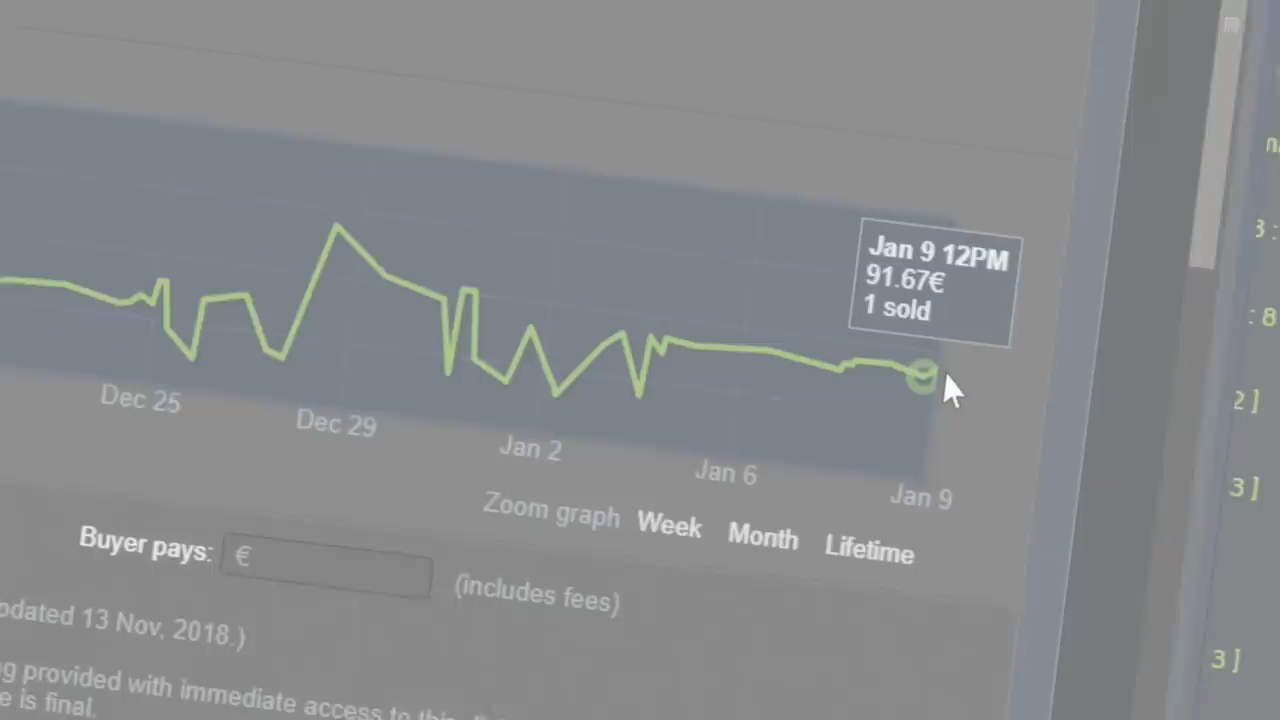 Jan 9 12PM
91.67€
1 sold
Dec 25
Dec 29
Jan 2
Jan 6
Jan 9
Zoom graph Week Month Lifetime
Buyer pays: € (includes fees)
13 Nov, 2018.)
provided with immediate access to
is final.
:8
2]
3]
3]